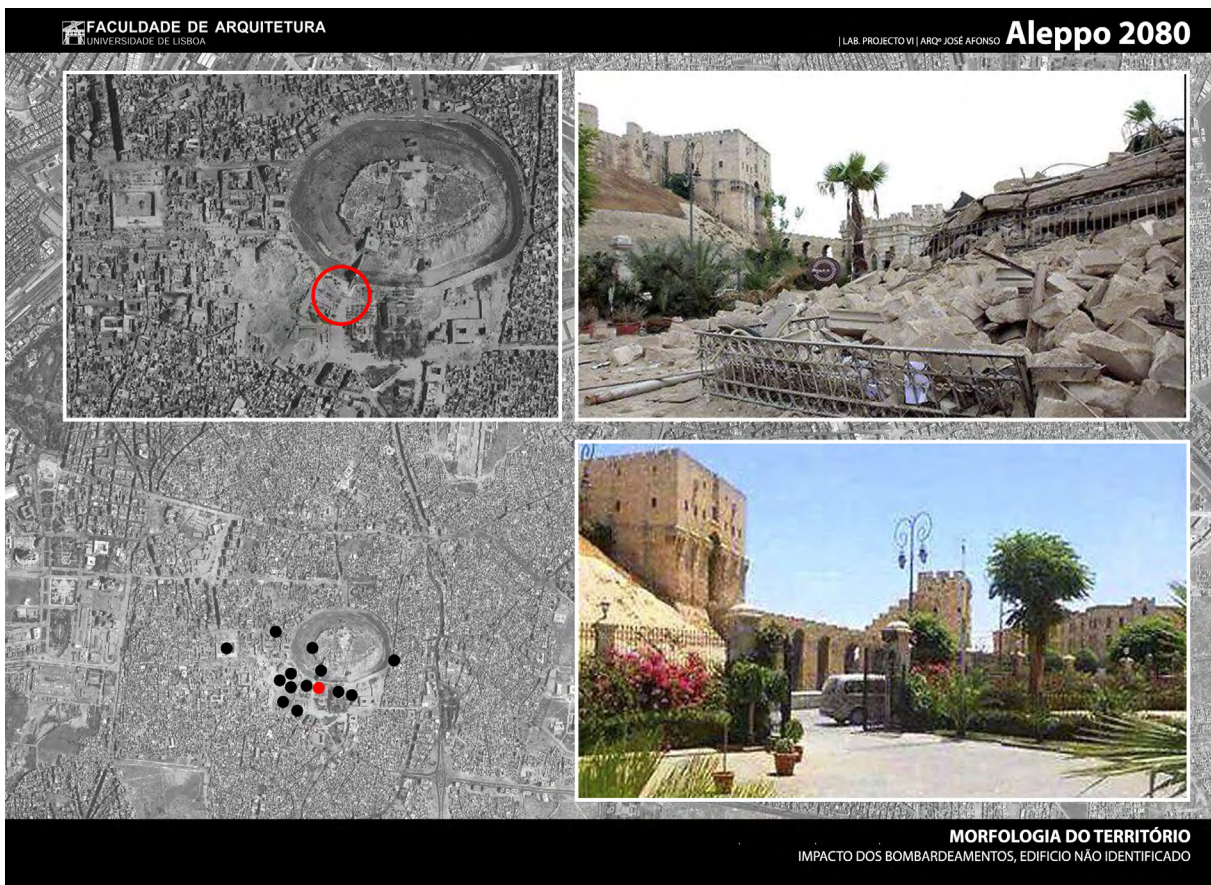 FACULDADE DE ARQUITETURA
UNIVERSIDADE DE LISBOA
| LAB. PROJECTO VI | ARQº JOSÉ AFONSO Aleppo 2080
MORFOLOGIA DO TERRITÓRIO
IMPACTO DOS BOMBARDEAMENTOS, EDIFICIO NÃO IDENTIFICADO